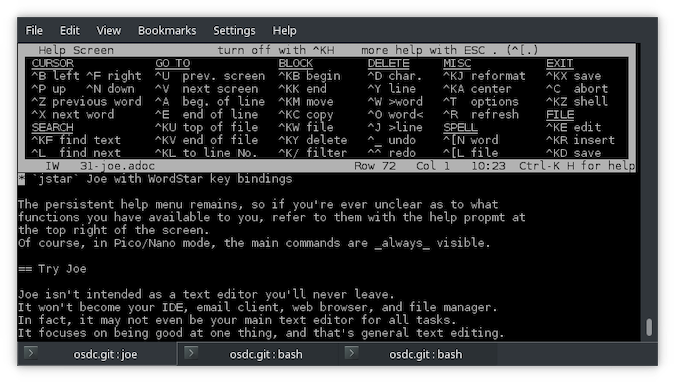 File Edit View Bookmarks Settings Help
Help Screen turn off with ^KH more help with ESC . (^[.)
CURSOR GO TO BLOCK DELETE MISC EXIT
^B left ^F right ^U prev. screen ^KB begin ^D char. ^KJ reformat ^KX save
^P up ^N down ^V next screen ^KK end ^Y line ^KA center ^C abort
^Z previous word ^A beg. of line ^KM move ^W >word ^T options ^KZ shell
^X next word ^E end of line ^KC copy ^O word< ^R refresh FILE
SEARCH ^KU top of file ^KW file ^J >line SPELL ^KE edit
^KF find text ^KV end of file ^KY delete ^_ undo ^[N word ^KR insert
^L find next ^KL to line No. ^K/ filter ^^ redo ^[L file ^KD save
IW 31-joe.adoc Row 72 Col 1 10:23 Ctrl-K H for help
* `jstar` Joe with WordStar key bindings
The persistent help menu remains, so if you're ever unclear as to what
functions you have available to you, refer to them with the help propmt at
the top right of the screen.
Of course, in Pico/Nano mode, the main commands are _always_ visible.
== Try Joe
Joe isn't intended as a text editor you'll never leave.
It won't become your IDE, email client, web browser, and file manager.
In fact, it may not even be your main text editor for all tasks.
It focuses on being good at one thing, and that's general text editing.
osdc.git : joe osdc.git : bash osdc.git : bash